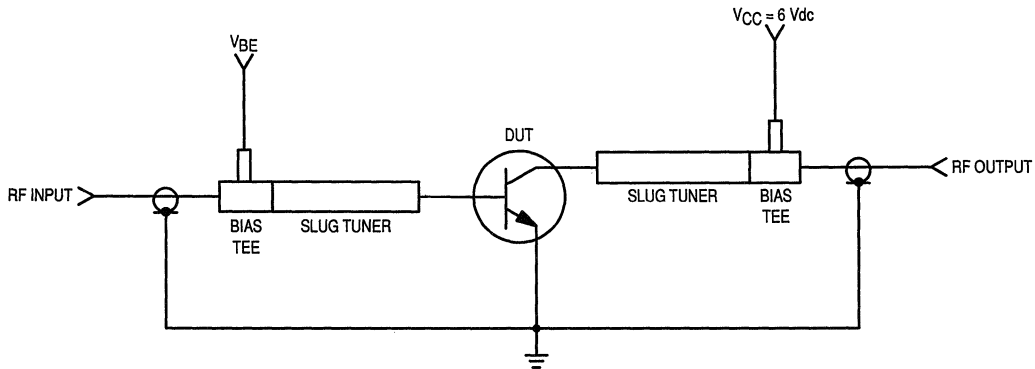 VCC = 6 Vdc
VBE
DUT
RF INPUT
BIAS
TEE
SLUG TUNER
SLUG TUNER
BIAS
TEE
RF OUTPUT